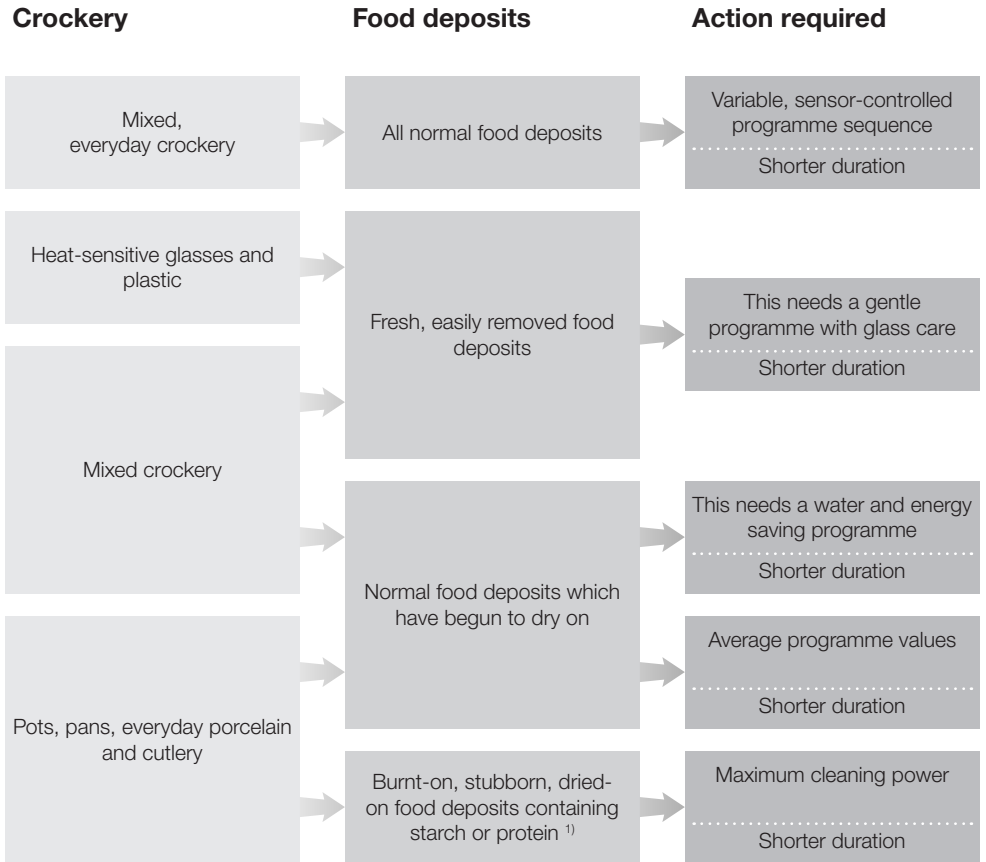 Crockery
Food deposits
Action required
Mixed,
everyday crockery
All normal food deposits
Variable, sensor-controlled
programme sequence
Shorter duration
Heat-sensitive glasses and
plastic
Fresh, easily removed food
deposits
This needs a gentle
programme with glass care
Shorter duration
Mixed crockery
Normal food deposits which
have begun to dry on
This needs a water and energy
saving programme
Shorter duration
Average programme values
Shorter duration
Pots, pans, everyday porcelain
and cutlery
Burnt-on, stubborn, dried-
on food deposits containing
starch or protein 1)
Maximum cleaning power
Shorter duration